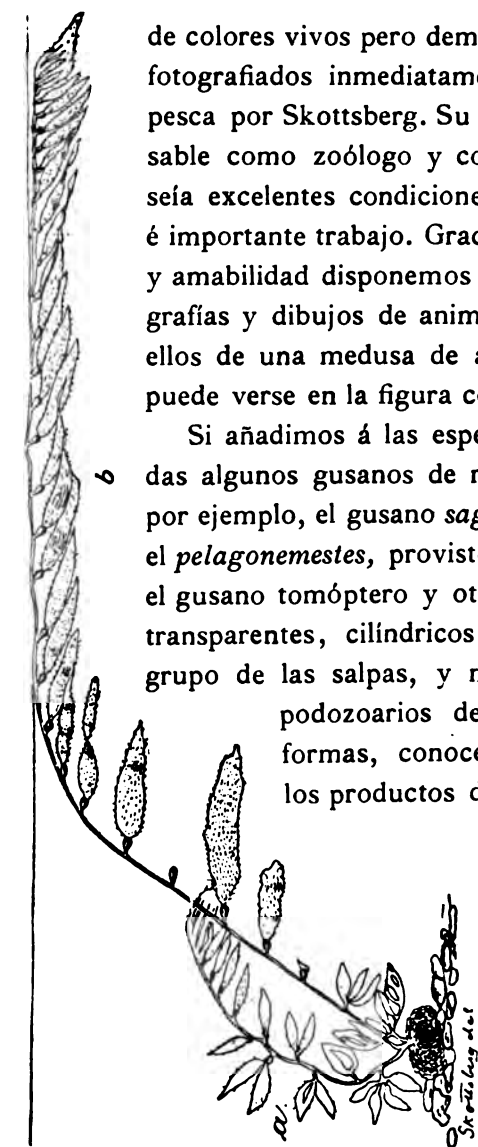 de colores vivos pero dem
fotografiados inmediatam
pesca por Skottsberg. Su
sable como zoólogo y co
seía excelentes condicione
é importante trabajo. Grac
y amabilidad disponemos
grafías y dibujos de anim
ellos de una medusa de a
puede verse en la figura c
Si añadimos á las espe
b
das algunos gusanos de r
por ejemplo, el gusano sag
el pelagonemestes, provist
el gusano tomóptero y ot
transparentes, cilíndricos
grupo de las salpas, y r
podozoarios de
formas, conoce
los productos d
a.
Skottsberg del